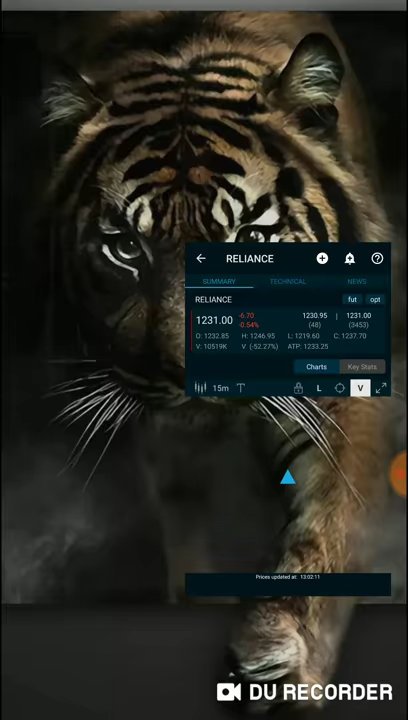 RELIANCE
SUMMARY TECHNICAL NEWS
RELIANCE fut opt
1231.00 -6.70 -0.54% 1230.95 (48) | 1231.00 (3453)
O: 1232.85 H: 1246.95 L: 1219.60 C: 1237.70
V: 10519K V (-52.27%) ATP: 1233.25
Charts Key Stats
15m T L V
Prices updated at: 13:02:11
DU RECORDER